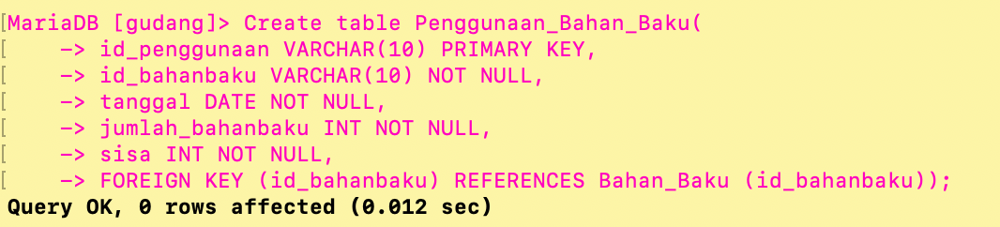 [MariaDB [gudang]> Create table Penggunaan_Bahan_Baku(
[    -> id_penggunaan VARCHAR(10) PRIMARY KEY,
[    -> id_bahanbaku VARCHAR(10) NOT NULL,
[    -> tanggal DATE NOT NULL,
[    -> jumlah_bahanbaku INT NOT NULL,
[    -> sisa INT NOT NULL,
[    -> FOREIGN KEY (id_bahanbaku) REFERENCES Bahan_Baku (id_bahanbaku));
Query OK, 0 rows affected (0.012 sec)